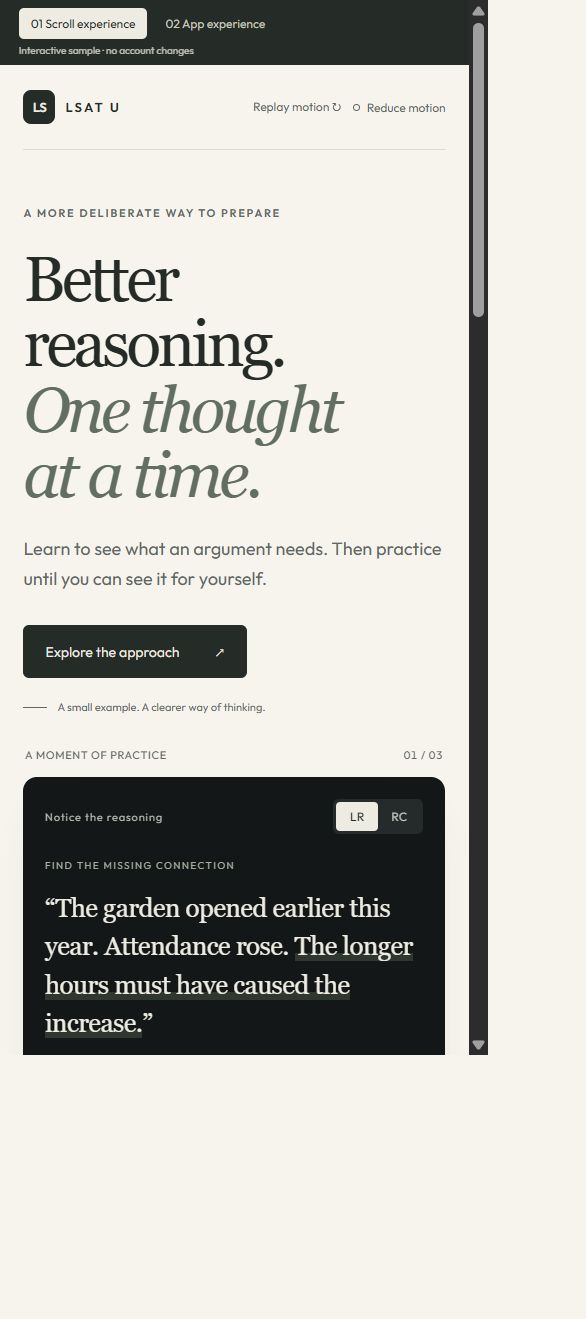 01 Scroll experience 02 App experience
Interactive sample · no account changes
LS LSAT U Replay motion ↻ Reduce motion
A MORE DELIBERATE WAY TO PREPARE
Better
reasoning.
One thought
at a time.
Learn to see what an argument needs. Then practice
until you can see it for yourself.
Explore the approach ↗
A small example. A clearer way of thinking.
A MOMENT OF PRACTICE 01 / 03
Notice the reasoning LR RC
FIND THE MISSING CONNECTION
“The garden opened earlier this
year. Attendance rose. The longer
hours must have caused the
increase.”